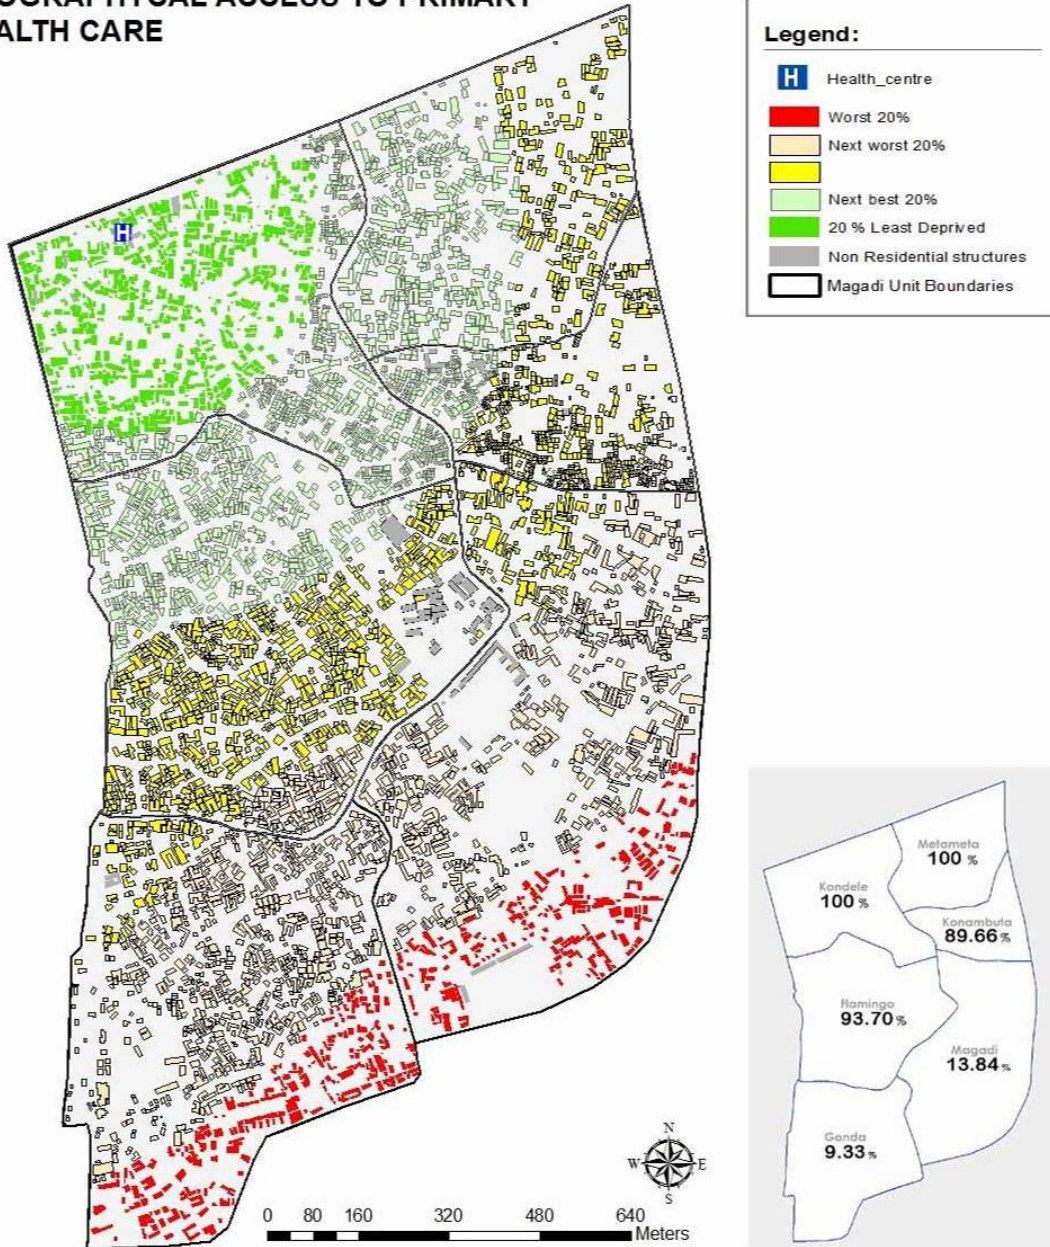 ALTH CARE
Legend:
H
Health_centre
Worst 20%
Next worst 20%
Next best 20%
20 % Least Deprived
Non Residential structures
Magadi Unit Boundaries
H
Metameta
100 %
Kondele
100 %
Konambuta
89.66%
flamingo
93.70%
Magadi
13.84%
Gonda
9.33%
N
W E
S
0 80 160 320 480 640
Meters